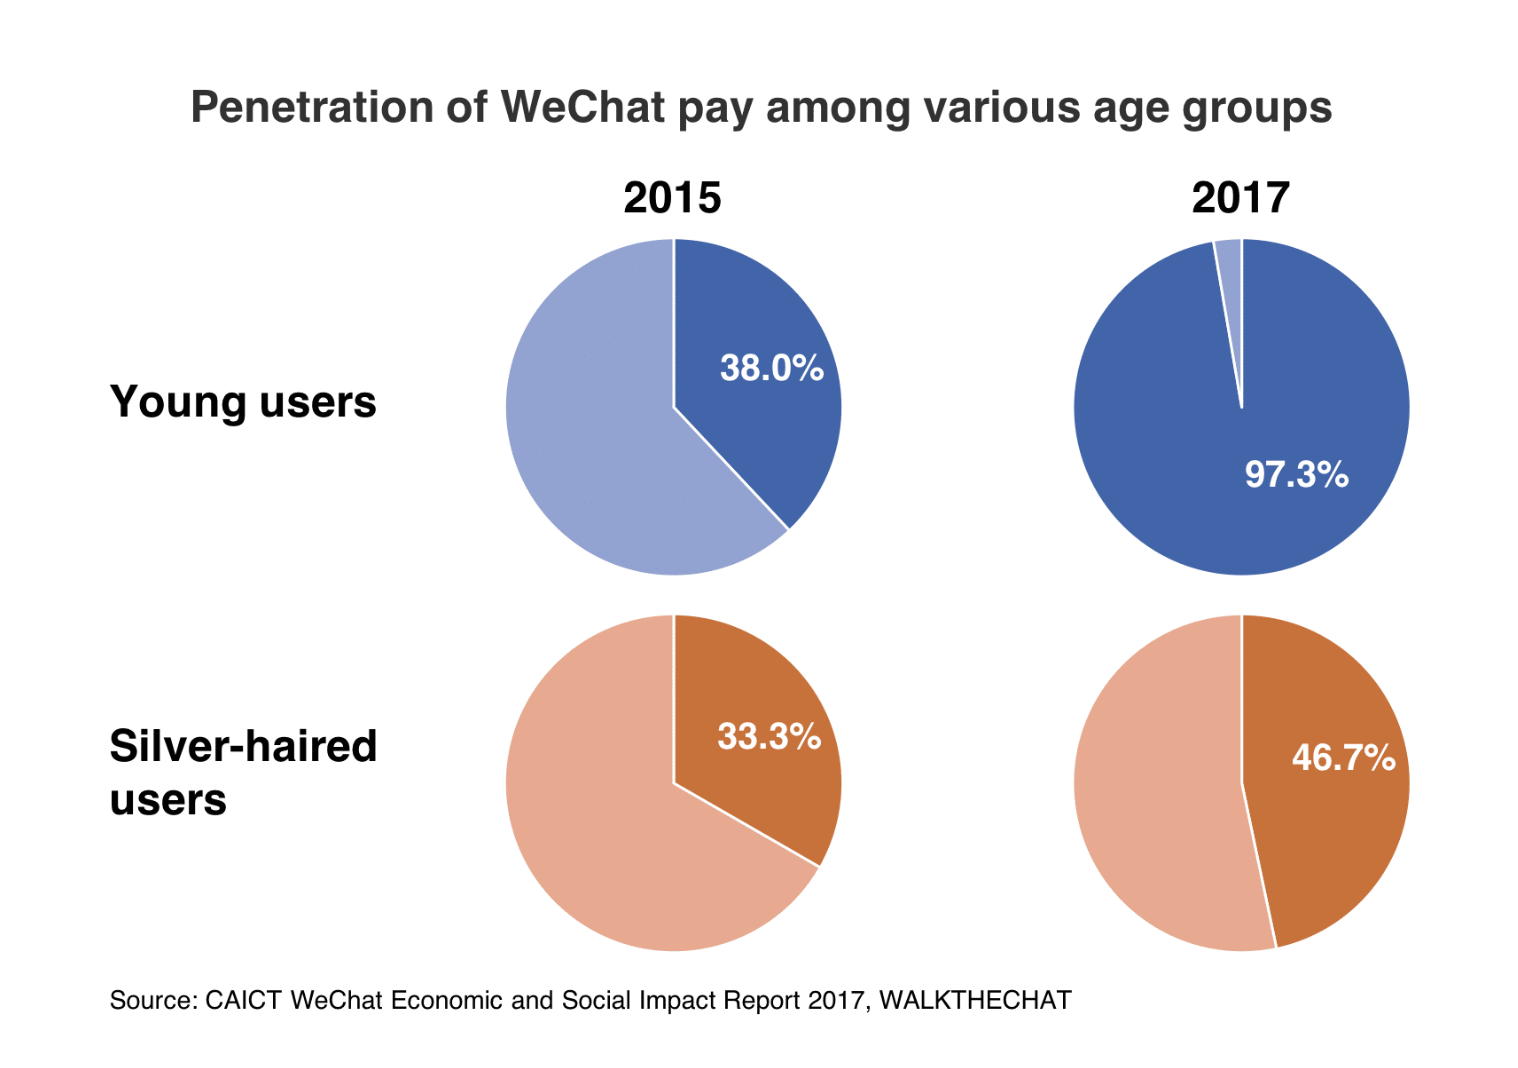 Penetration of WeChat pay among various age groups
2015
2017
Young users
38.0%
97.3%
Silver-haired
users
33.3%
46.7%
Source: CAICT WeChat Economic and Social Impact Report 2017, WALKTHECHAT